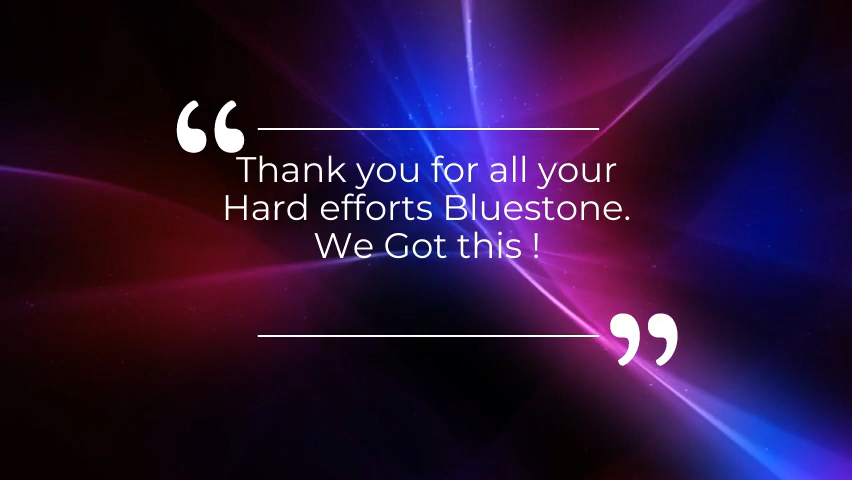 “
Thank you for all your
Hard efforts Bluestone.
We Got this !
”